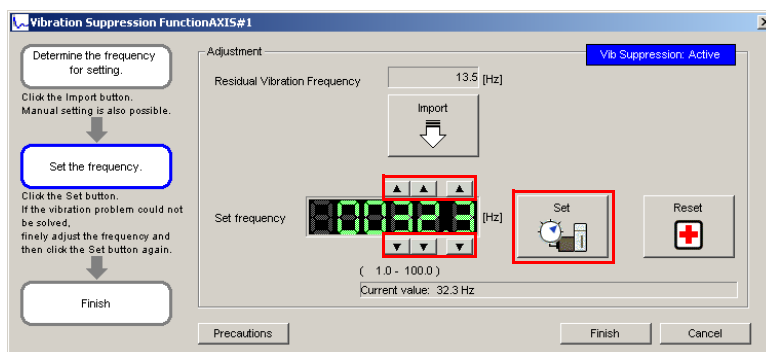 Vibration Suppression FunctionAXIS#1
Determine the frequency
for setting.
Click the Import button.
Manual setting is also possible.
Set the frequency.
Click the Set button.
If the vibration problem could not
be solved,
finely adjust the frequency and
then click the Set button again.
Finish
Adjustment
Vib Suppression: Active
Residual Vibration Frequency 13.5 [Hz]
Import
Set frequency [Hz]
Set
Reset
( 1.0 - 100.0 )
Current value: 32.3 Hz
Precautions
Finish
Cancel